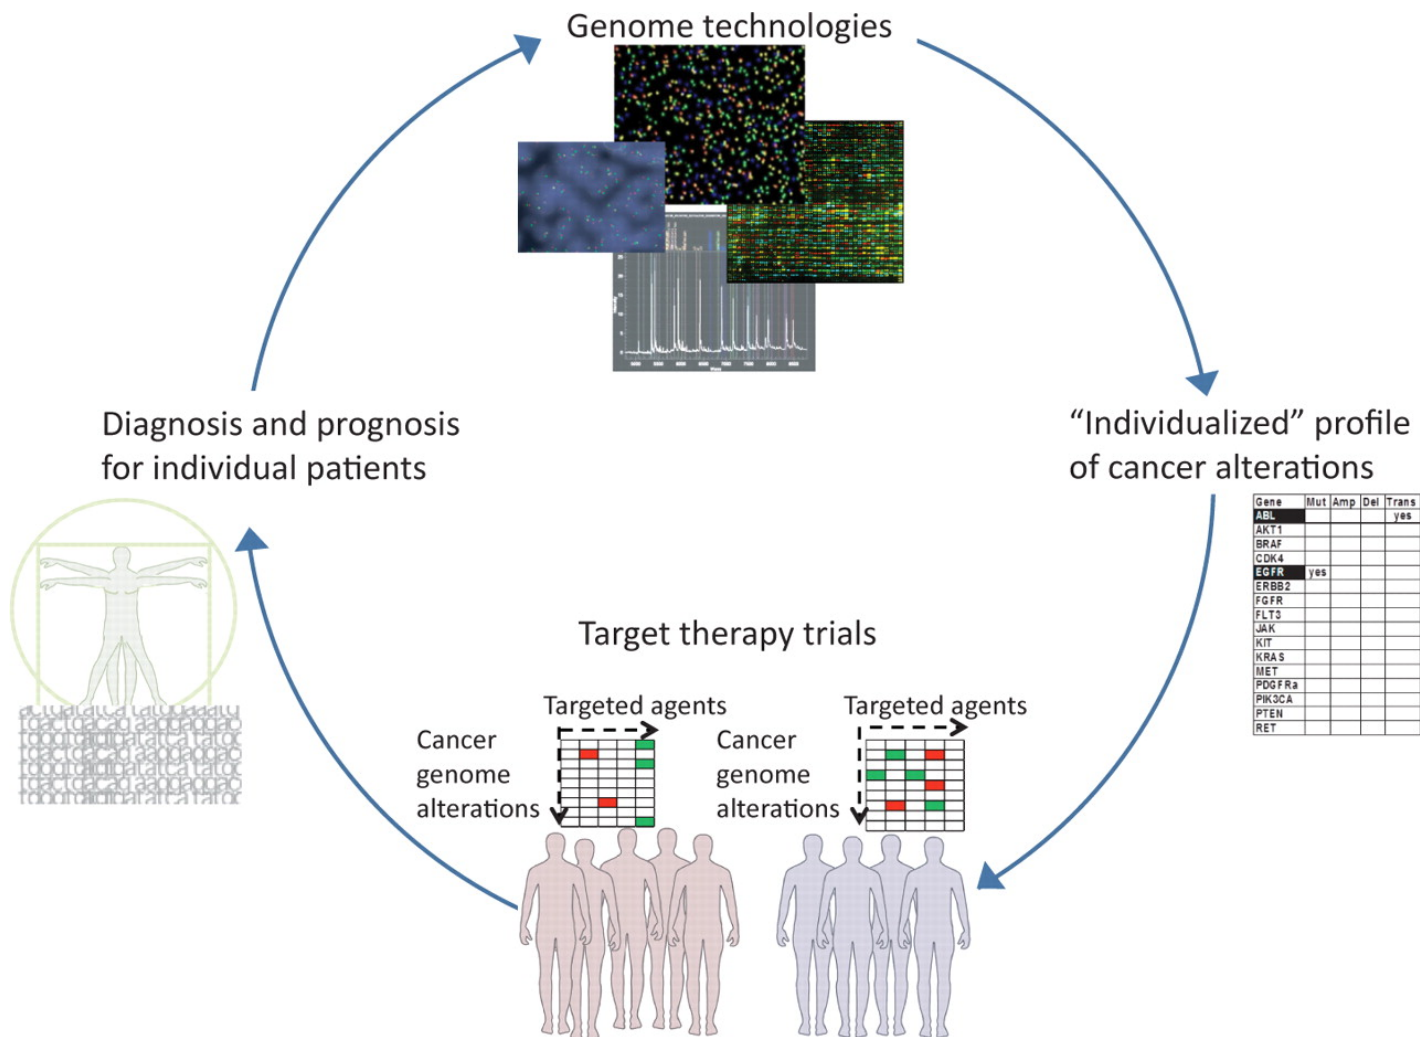 Genome technologies
Diagnosis and prognosis
for individual patients
“Individualized” profile
of cancer alterations
Gene Mut Amp Del Trans
ABL yes
AKT1
BRAF
CDK4
EGFR yes
ERBB2
FGFR
FLT3
JAK
KIT
KRAS
MET
PDGFRa
PIK3CA
PTEN
RET
Target therapy trials
Targeted agents
Cancer
genome
alterations
Targeted agents
Cancer
genome
alterations